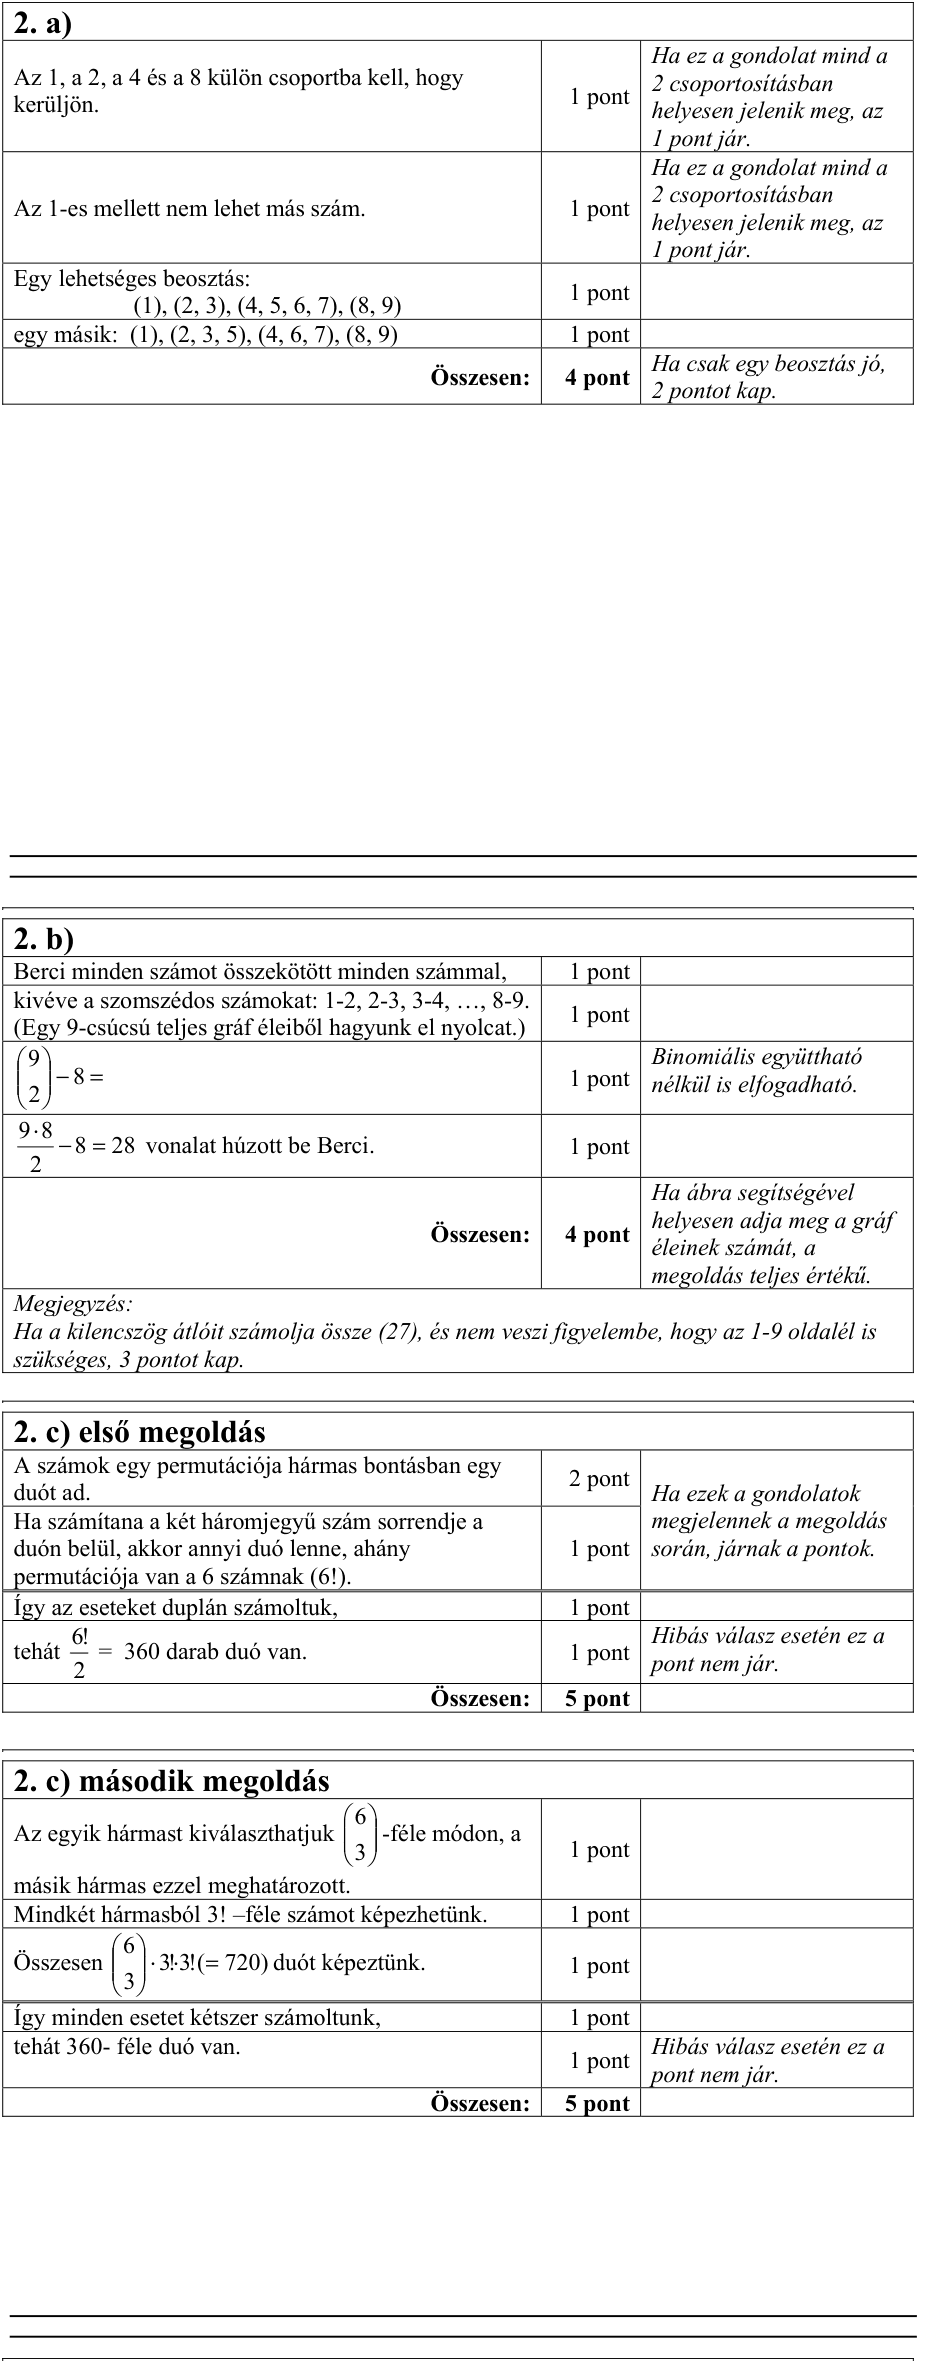 2. a)
Az 1, a 2, a 4 és a 8 külön csoportba kell, hogy
kerüljön.
1 pont
Ha ez a gondolat mind a
2 csoportosításban
helyesen jelenik meg, az
1 pont jár.
Az 1-es mellett nem lehet más szám.
1 pont
Ha ez a gondolat mind a
2 csoportosításban
helyesen jelenik meg, az
1 pont jár.
Egy lehetséges beosztás:
(1), (2, 3), (4, 5, 6, 7), (8, 9)
1 pont
egy másik: (1), (2, 3, 5), (4, 6, 7), (8, 9)
1 pont
Összesen:
4 pont
Ha csak egy beosztás jó,
2 pontot kap.
2. b)
Berci minden számot összekötött minden számmal,
1 pont
kivéve a szomszédos számokat: 1-2, 2-3, 3-4, …, 8-9.
(Egy 9-csúcsú teljes gráf éleiből hagyunk el nyolcat.)
1 pont
(9 2) − 8 =
1 pont
Binomiális együttható
nélkül is elfogadható.
9·8/2 − 8 = 28 vonalat húzott be Berci.
1 pont
Összesen:
4 pont
Ha ábra segítségével
helyesen adja meg a gráf
éleinek számát, a
megoldás teljes értékű.
Megjegyzés:
Ha a kilencszög átlóit számolja össze (27), és nem veszi figyelembe, hogy az 1-9 oldalél is
szükséges, 3 pontot kap.
2. c) első megoldás
A számok egy permutációja hármas bontásban egy
duót ad.
2 pont
Ha ezek a gondolatok
megjelennek a megoldás
során, járnak a pontok.
Ha számítana a két háromjegyű szám sorrendje a
duón belül, akkor annyi duó lenne, ahány
permutációja van a 6 számnak (6!).
1 pont
Így az eseteket duplán számoltuk,
1 pont
tehát 6!/2 = 360 darab duó van.
1 pont
Hibás válasz esetén ez a
pont nem jár.
Összesen:
5 pont
2. c) második megoldás
Az egyik hármast kiválaszthatjuk (6 3) -féle módon, a
másik hármas ezzel meghatározott.
1 pont
Mindkét hármasból 3! –féle számot képezhetünk.
1 pont
Összesen (6 3) · 3!·3!(= 720) duót képeztünk.
1 pont
Így minden esetet kétszer számoltunk,
1 pont
tehát 360- féle duó van.
1 pont
Hibás válasz esetén ez a
pont nem jár.
Összesen:
5 pont